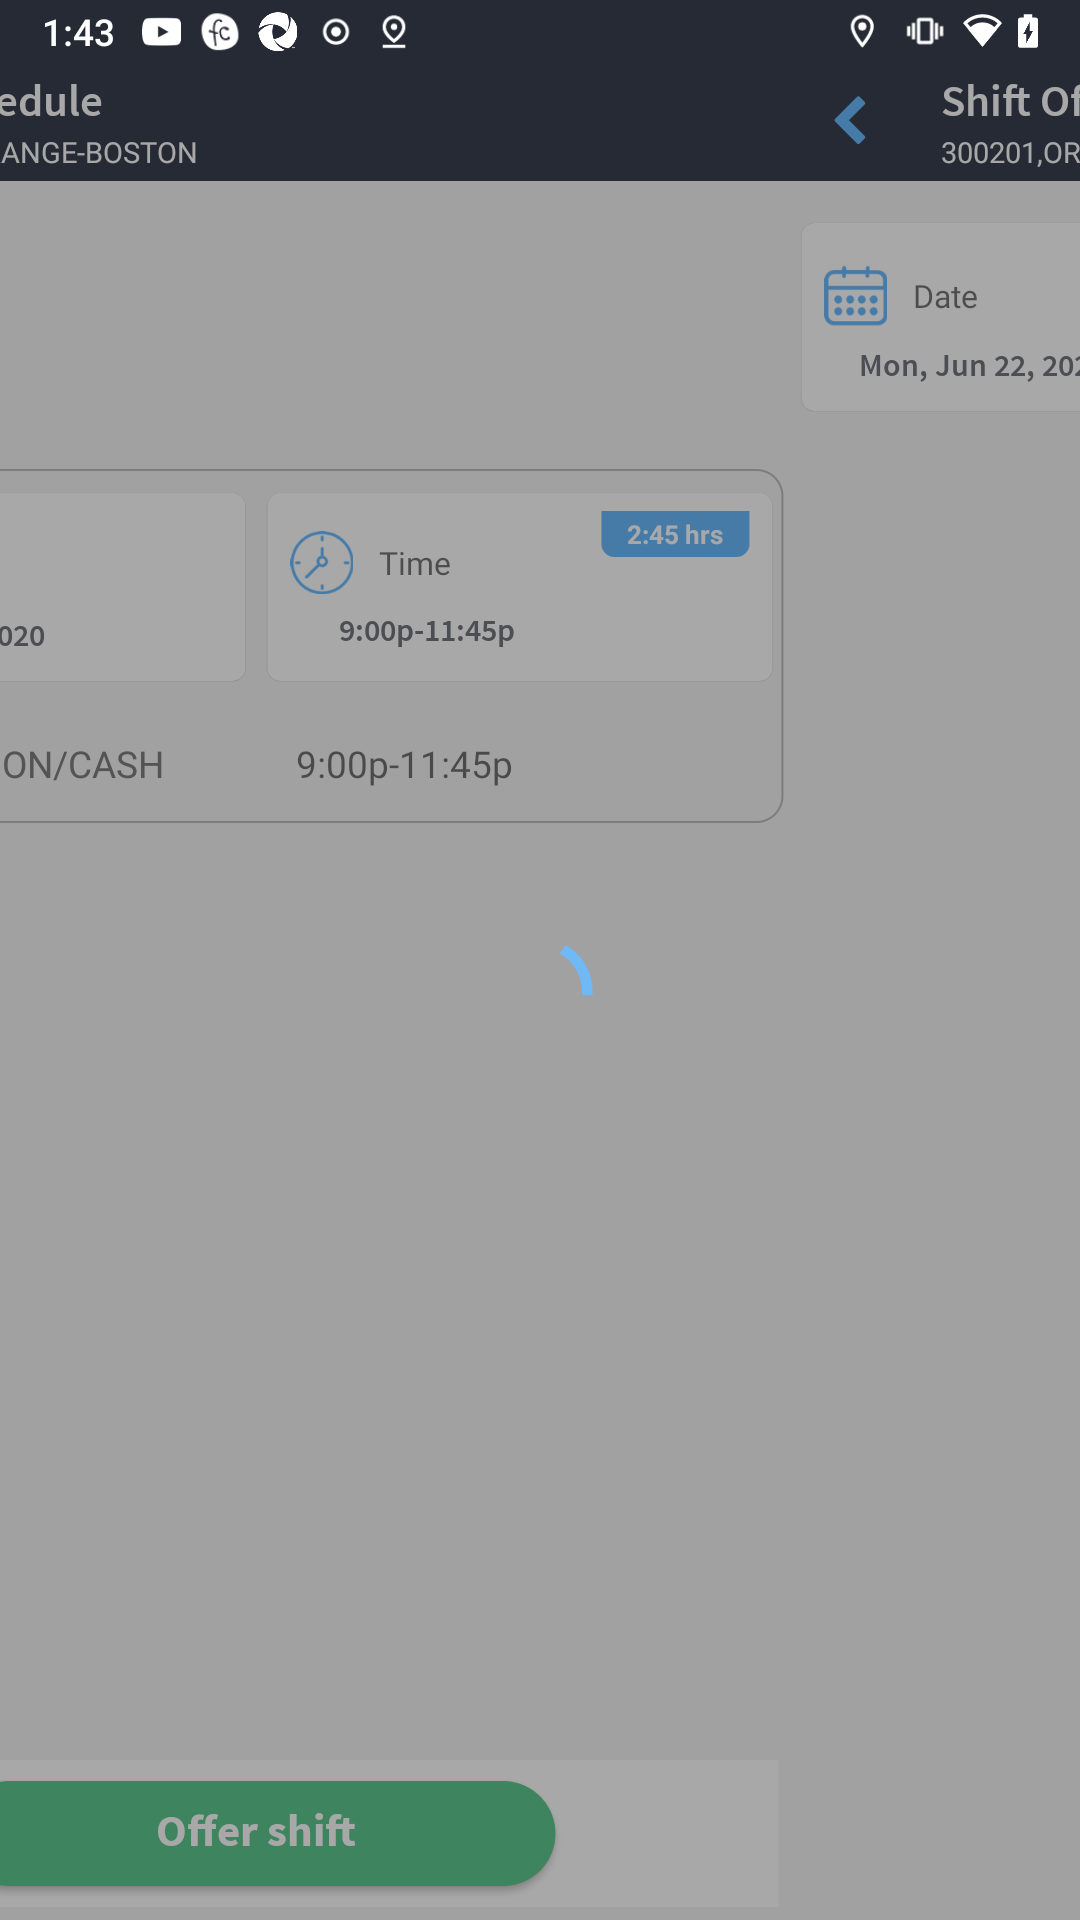 1:43
edule
ANGE-BOSTON
Shift Of
300201,OR
Date
Mon, Jun 22, 202
2:45 hrs
Time
020
9:00p-11:45p
ON/CASH
9:00p-11:45p
Offer shift